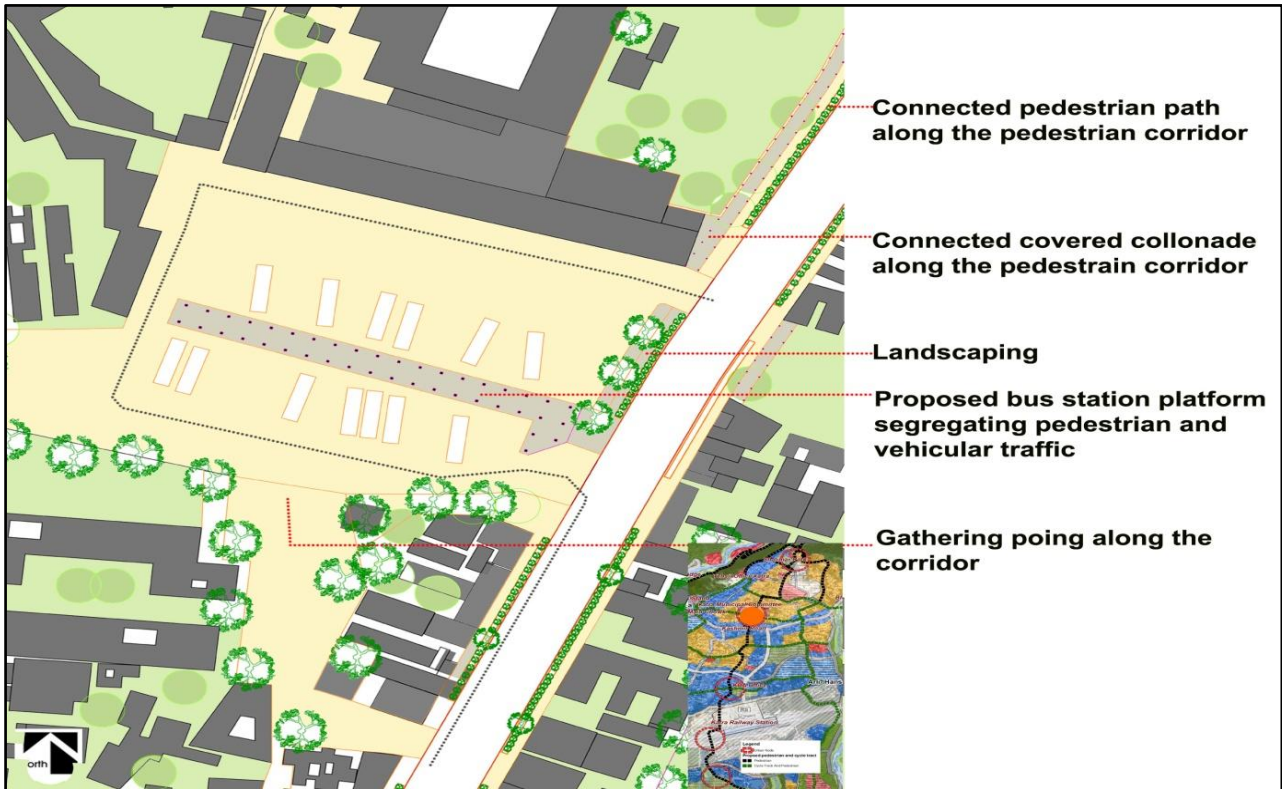 Connected pedestrian path
along the pedestrian corridor
Connected covered collonade
along the pedestrain corridor
Landscaping
Proposed bus station platform
segregating pedestrian and
vehicular traffic
Gathering poing along the
corridor
Railway Station
Legend
orth